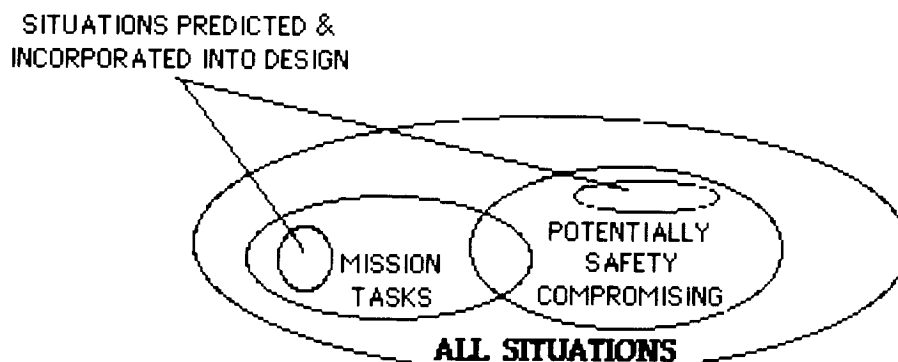 SITUATIONS PREDICTED &
INCORPORATED INTO DESIGN
MISSION
TASKS
POTENTIALLY
SAFETY
COMPROMISING
ALL SITUATIONS